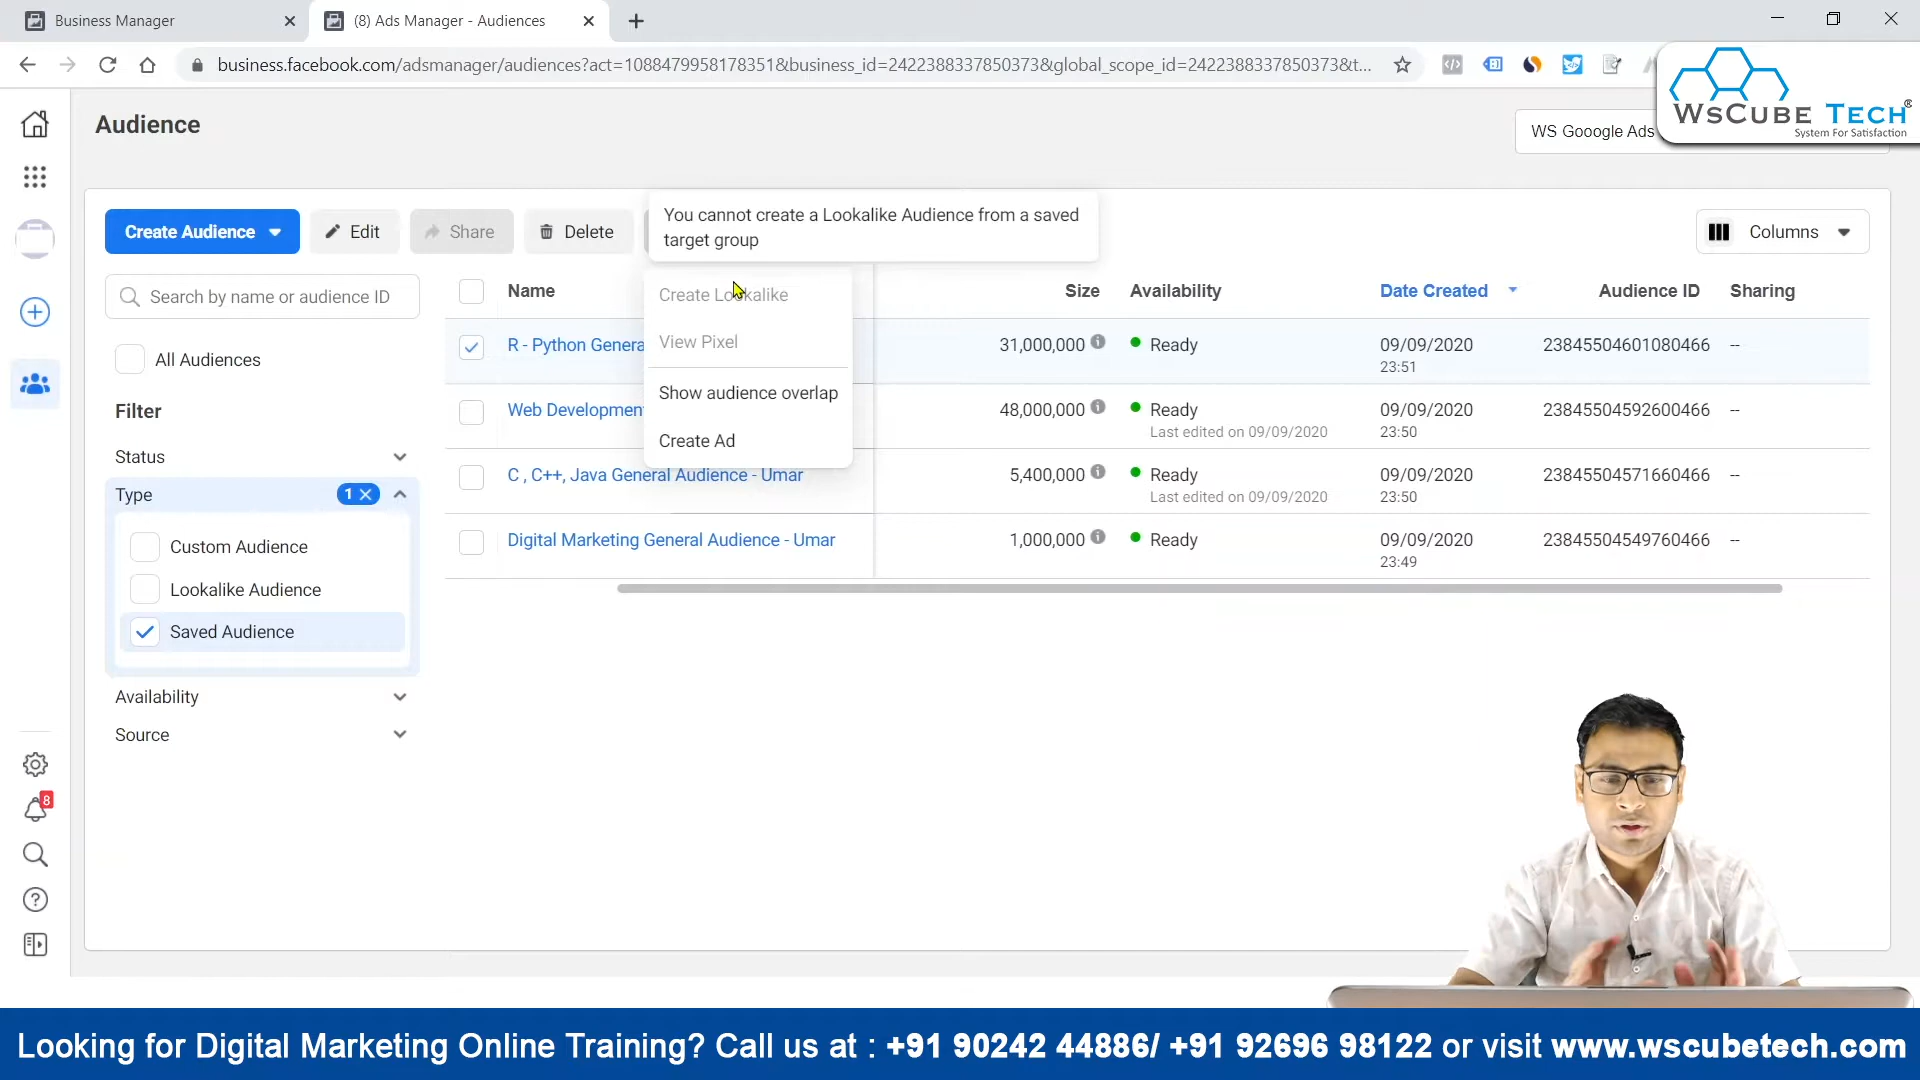 Business Manager
(8) Ads Manager - Audiences
business.facebook.com/adsmanager/audiences?act=1088479958178351&business_id=2422388337850373&global_scope_id=2422388337850373&t...
WSCUBE TECH®
System For Satisfaction
Audience
WS Gooogle Ads
Create Audience
Edit
Share
Delete
You cannot create a Lookalike Audience from a saved
target group
Columns
Search by name or audience ID
Name
Size
Availability
Date Created
Audience ID
Sharing
Create Lookalike
View Pixel
Show audience overlap
Create Ad
All Audiences
Filter
Status
Type
1
Custom Audience
Lookalike Audience
Saved Audience
Availability
Source
R - Python Genera
31,000,000
Ready
09/09/2020
23:51
23845504601080466
--
Web Developmen
48,000,000
Ready
Last edited on 09/09/2020
09/09/2020
23:50
23845504592600466
--
C , C++, Java General Audience - Umar
5,400,000
Ready
Last edited on 09/09/2020
09/09/2020
23:50
23845504571660466
--
Digital Marketing General Audience - Umar
1,000,000
Ready
09/09/2020
23:49
23845504549760466
--
8
Looking for Digital Marketing Online Training? Call us at : +91 90242 44886/ +91 92696 98122 or visit www.wscubetech.com